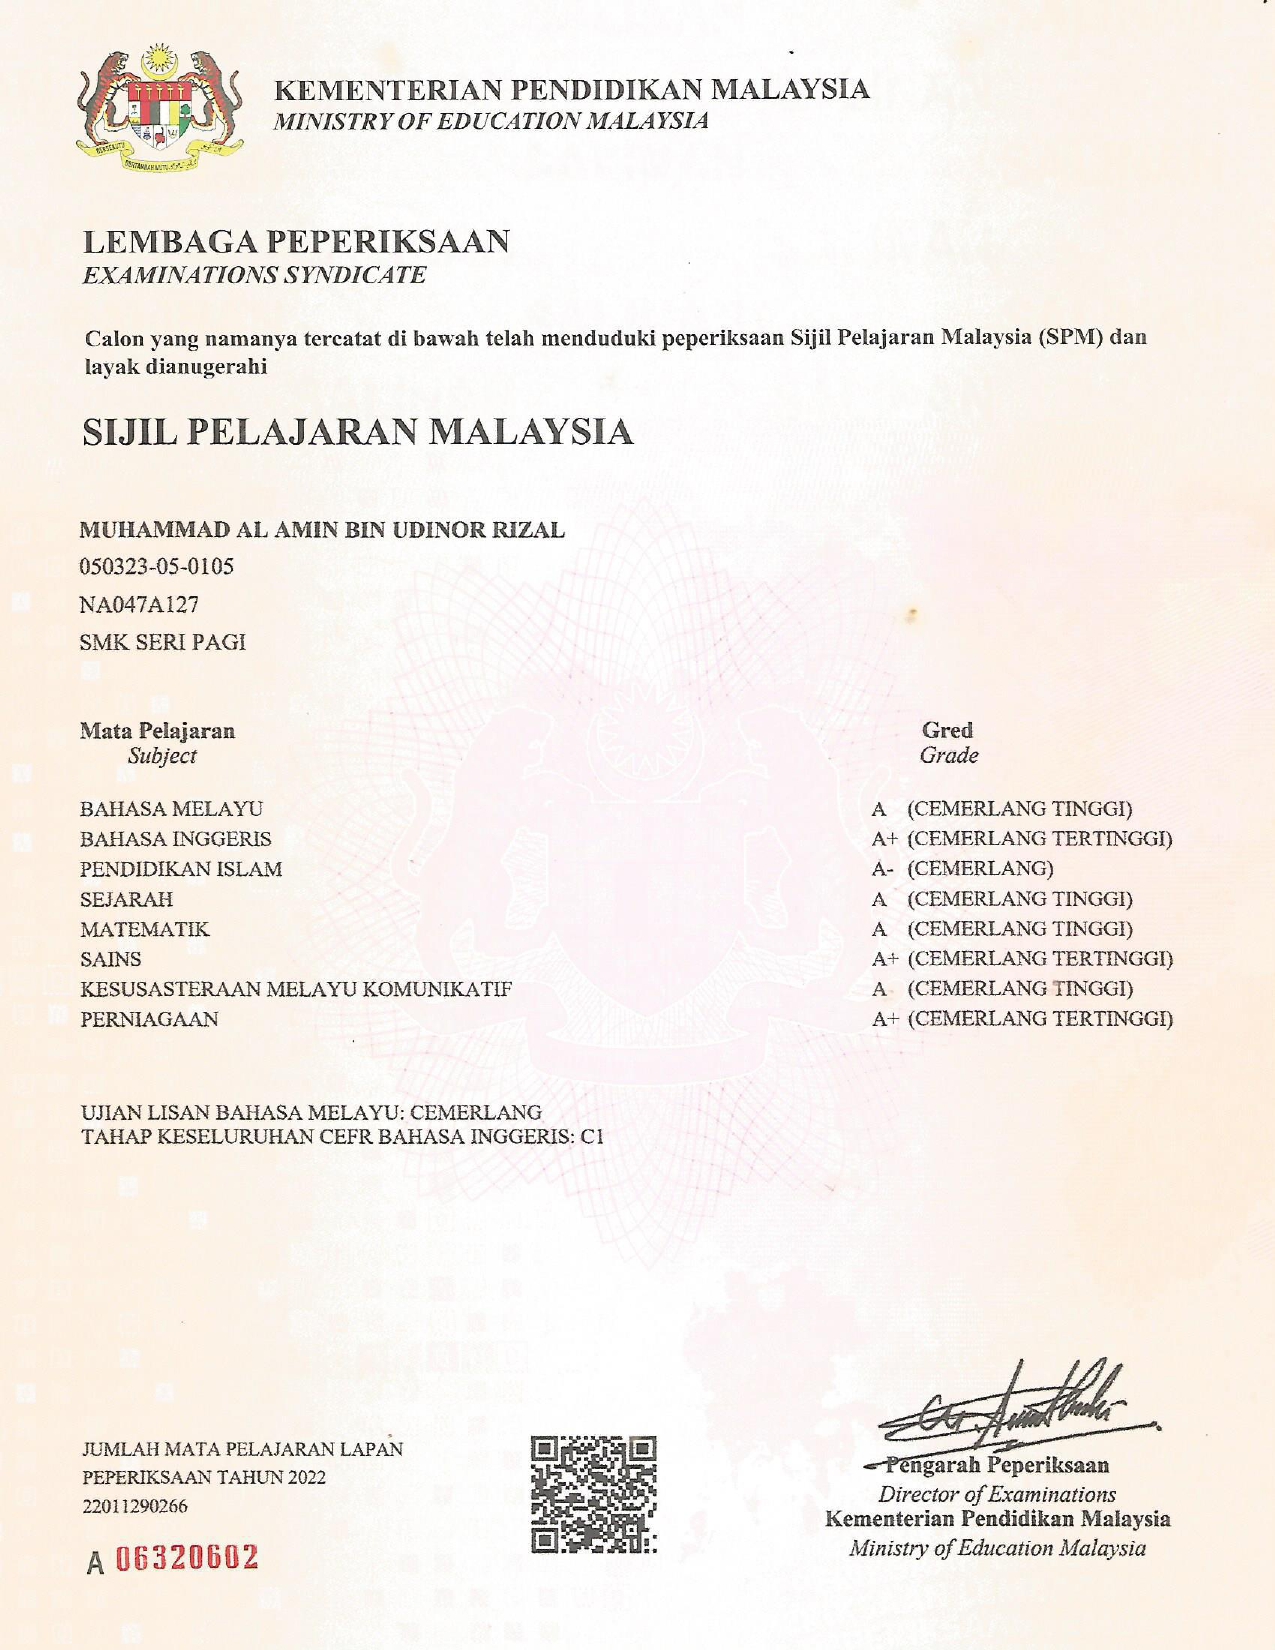 KEMENTERIAN PENDIDIKAN MALAYSIA
MINISTRY OF EDUCATION MALAYSIA
LEMBAGA PEPERIKSAAN
EXAMINATIONS SYNDICATE
Calon yang namanya tercatat di bawah telah menduduki peperiksaan Sijil Pelajaran Malaysia (SPM) dan
layak dianugerahi
SIJIL PELAJARAN MALAYSIA
MUHAMMAD AL AMIN BIN UDINOR RIZAL
050323-05-0105
NA047A127
SMK SERI PAGI
Mata Pelajaran Gred
Subject Grade
BAHASA MELAYU A (CEMERLANG TINGGI)
BAHASA INGGERIS A+ (CEMERLANG TERTINGGI)
PENDIDIKAN ISLAM A- (CEMERLANG)
SEJARAH A (CEMERLANG TINGGI)
MATEMATIK A (CEMERLANG TINGGI)
SAINS A+ (CEMERLANG TERTINGGI)
KESUSASTERAAN MELAYU KOMUNIKATIF A (CEMERLANG TINGGI)
PERNIAGAAN A+ (CEMERLANG TERTINGGI)
UJIAN LISAN BAHASA MELAYU: CEMERLANG
TAHAP KESELURUHAN CEFR BAHASA INGGERIS: C1
JUMLAH MATA PELAJARAN LAPAN
PEPERIKSAAN TAHUN 2022
22011290266
A 06320602
Pengarah Peperiksaan
Director of Examinations
Kementerian Pendidikan Malaysia
Ministry of Education Malaysia